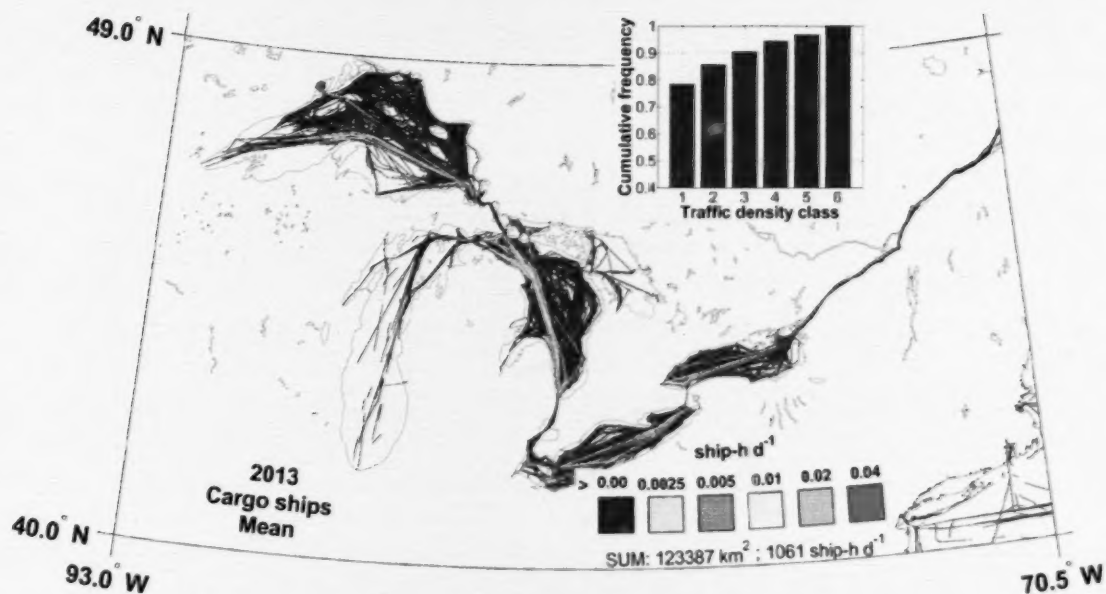 49.0° N
Cumulative frequency
1
0.9
0.8
0.7
0.6
0.5
0.4
1 2 3 4 5 6
Traffic density class
2013
Cargo ships
Mean
ship-h d⁻¹
> 0.00 0.0025 0.005 0.01 0.02 0.04
SUM: 123387 km² ; 1061 ship-h d⁻¹
40.0° N
93.0° W
70.5° W